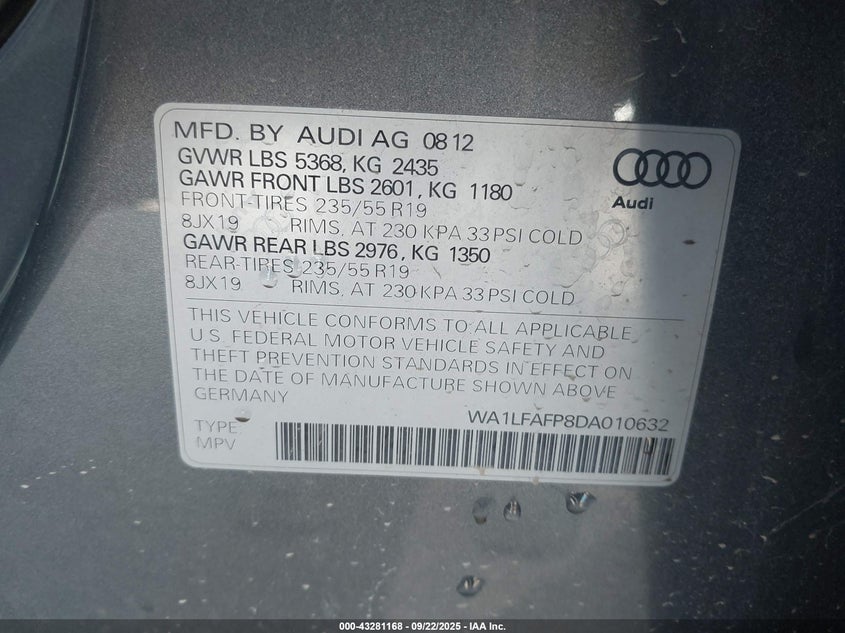 MFD. BY AUDI AG 08 12
GVWR LBS 5368, KG 2435
GAWR FRONT LBS 2601, KG 1180
FRONT-TIRES 235/55 R19
8JX19 RIMS, AT 230 KPA 33 PSI COLD
GAWR REAR LBS 2976, KG 1350
REAR-TIRES 235/55 R19
8JX19 RIMS, AT 230 KPA 33 PSI COLD
Audi
THIS VEHICLE CONFORMS TO ALL APPLICABLE
U.S. FEDERAL MOTOR VEHICLE SAFETY AND
THEFT PREVENTION STANDARDS IN EFFECT ON
THE DATE OF MANUFACTURE SHOWN ABOVE
GERMANY
WA1LFAFP8DA010632
TYPE
MPV
000-43281168 - 09/22/2025 - IAA Inc.